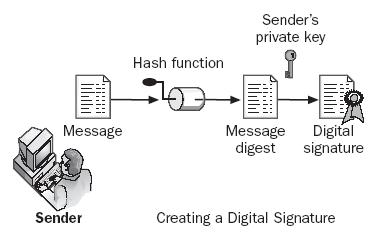 Sender's
private key
Hash function
Message
Message
digest
Digital
signature
Sender
Creating a Digital Signature